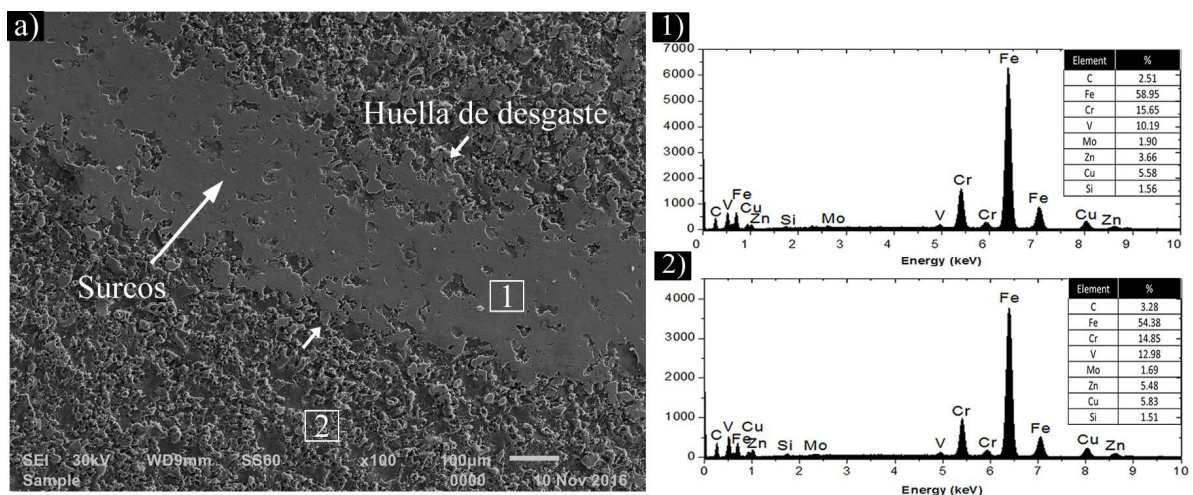 a)
Huella de desgaste
Surcos
1
2
SEI 30kV WD9mm SS60 x100 100μm
Sample 0000 10 Nov 2016
1)
7000
6000
5000
4000
3000
2000
1000
0
C V Fe Cu Zn Si Mo V Cr Cr Fe Fe Cu Zn
0 1 2 3 4 5 6 7 8 9 10
Energy (keV)
Element %
C 2.51
Fe 58.95
Cr 15.65
V 10.19
Mo 1.90
Zn 3.66
Cu 5.58
Si 1.56
2)
4000
3000
2000
1000
0
C V Fe Cu Zn Si Mo V Cr Cr Fe Fe Cu Zn
0 1 2 3 4 5 6 7 8 9 10
Energy (keV)
Element %
C 3.28
Fe 54.38
Cr 14.85
V 12.98
Mo 1.69
Zn 5.48
Cu 5.83
Si 1.51